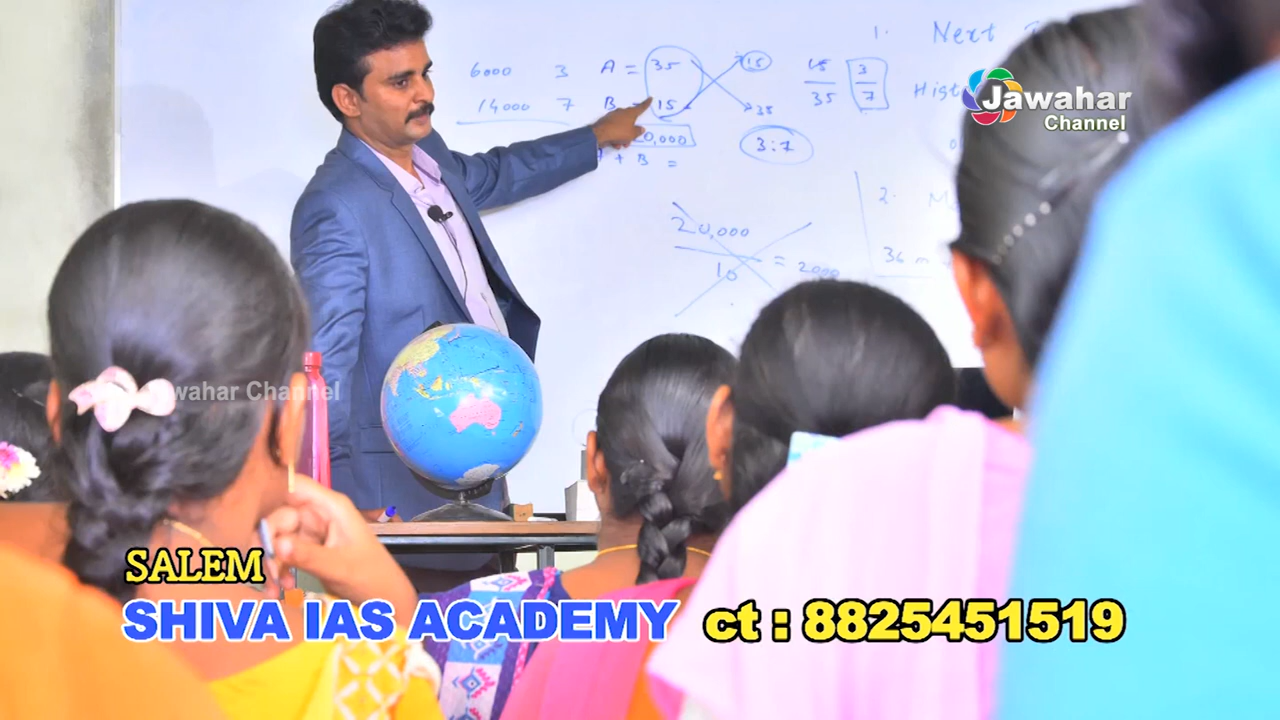 6000 3 A = 35 15 15/35 3/7
14000 7 B = 15 35
20,000 3:7
+ B =
1. Next
2.
20,000
10 = 2000
36 m
Jawahar
Channel
Jawahar Channel
SALEM
SHIVA IAS ACADEMY ct : 8825451519